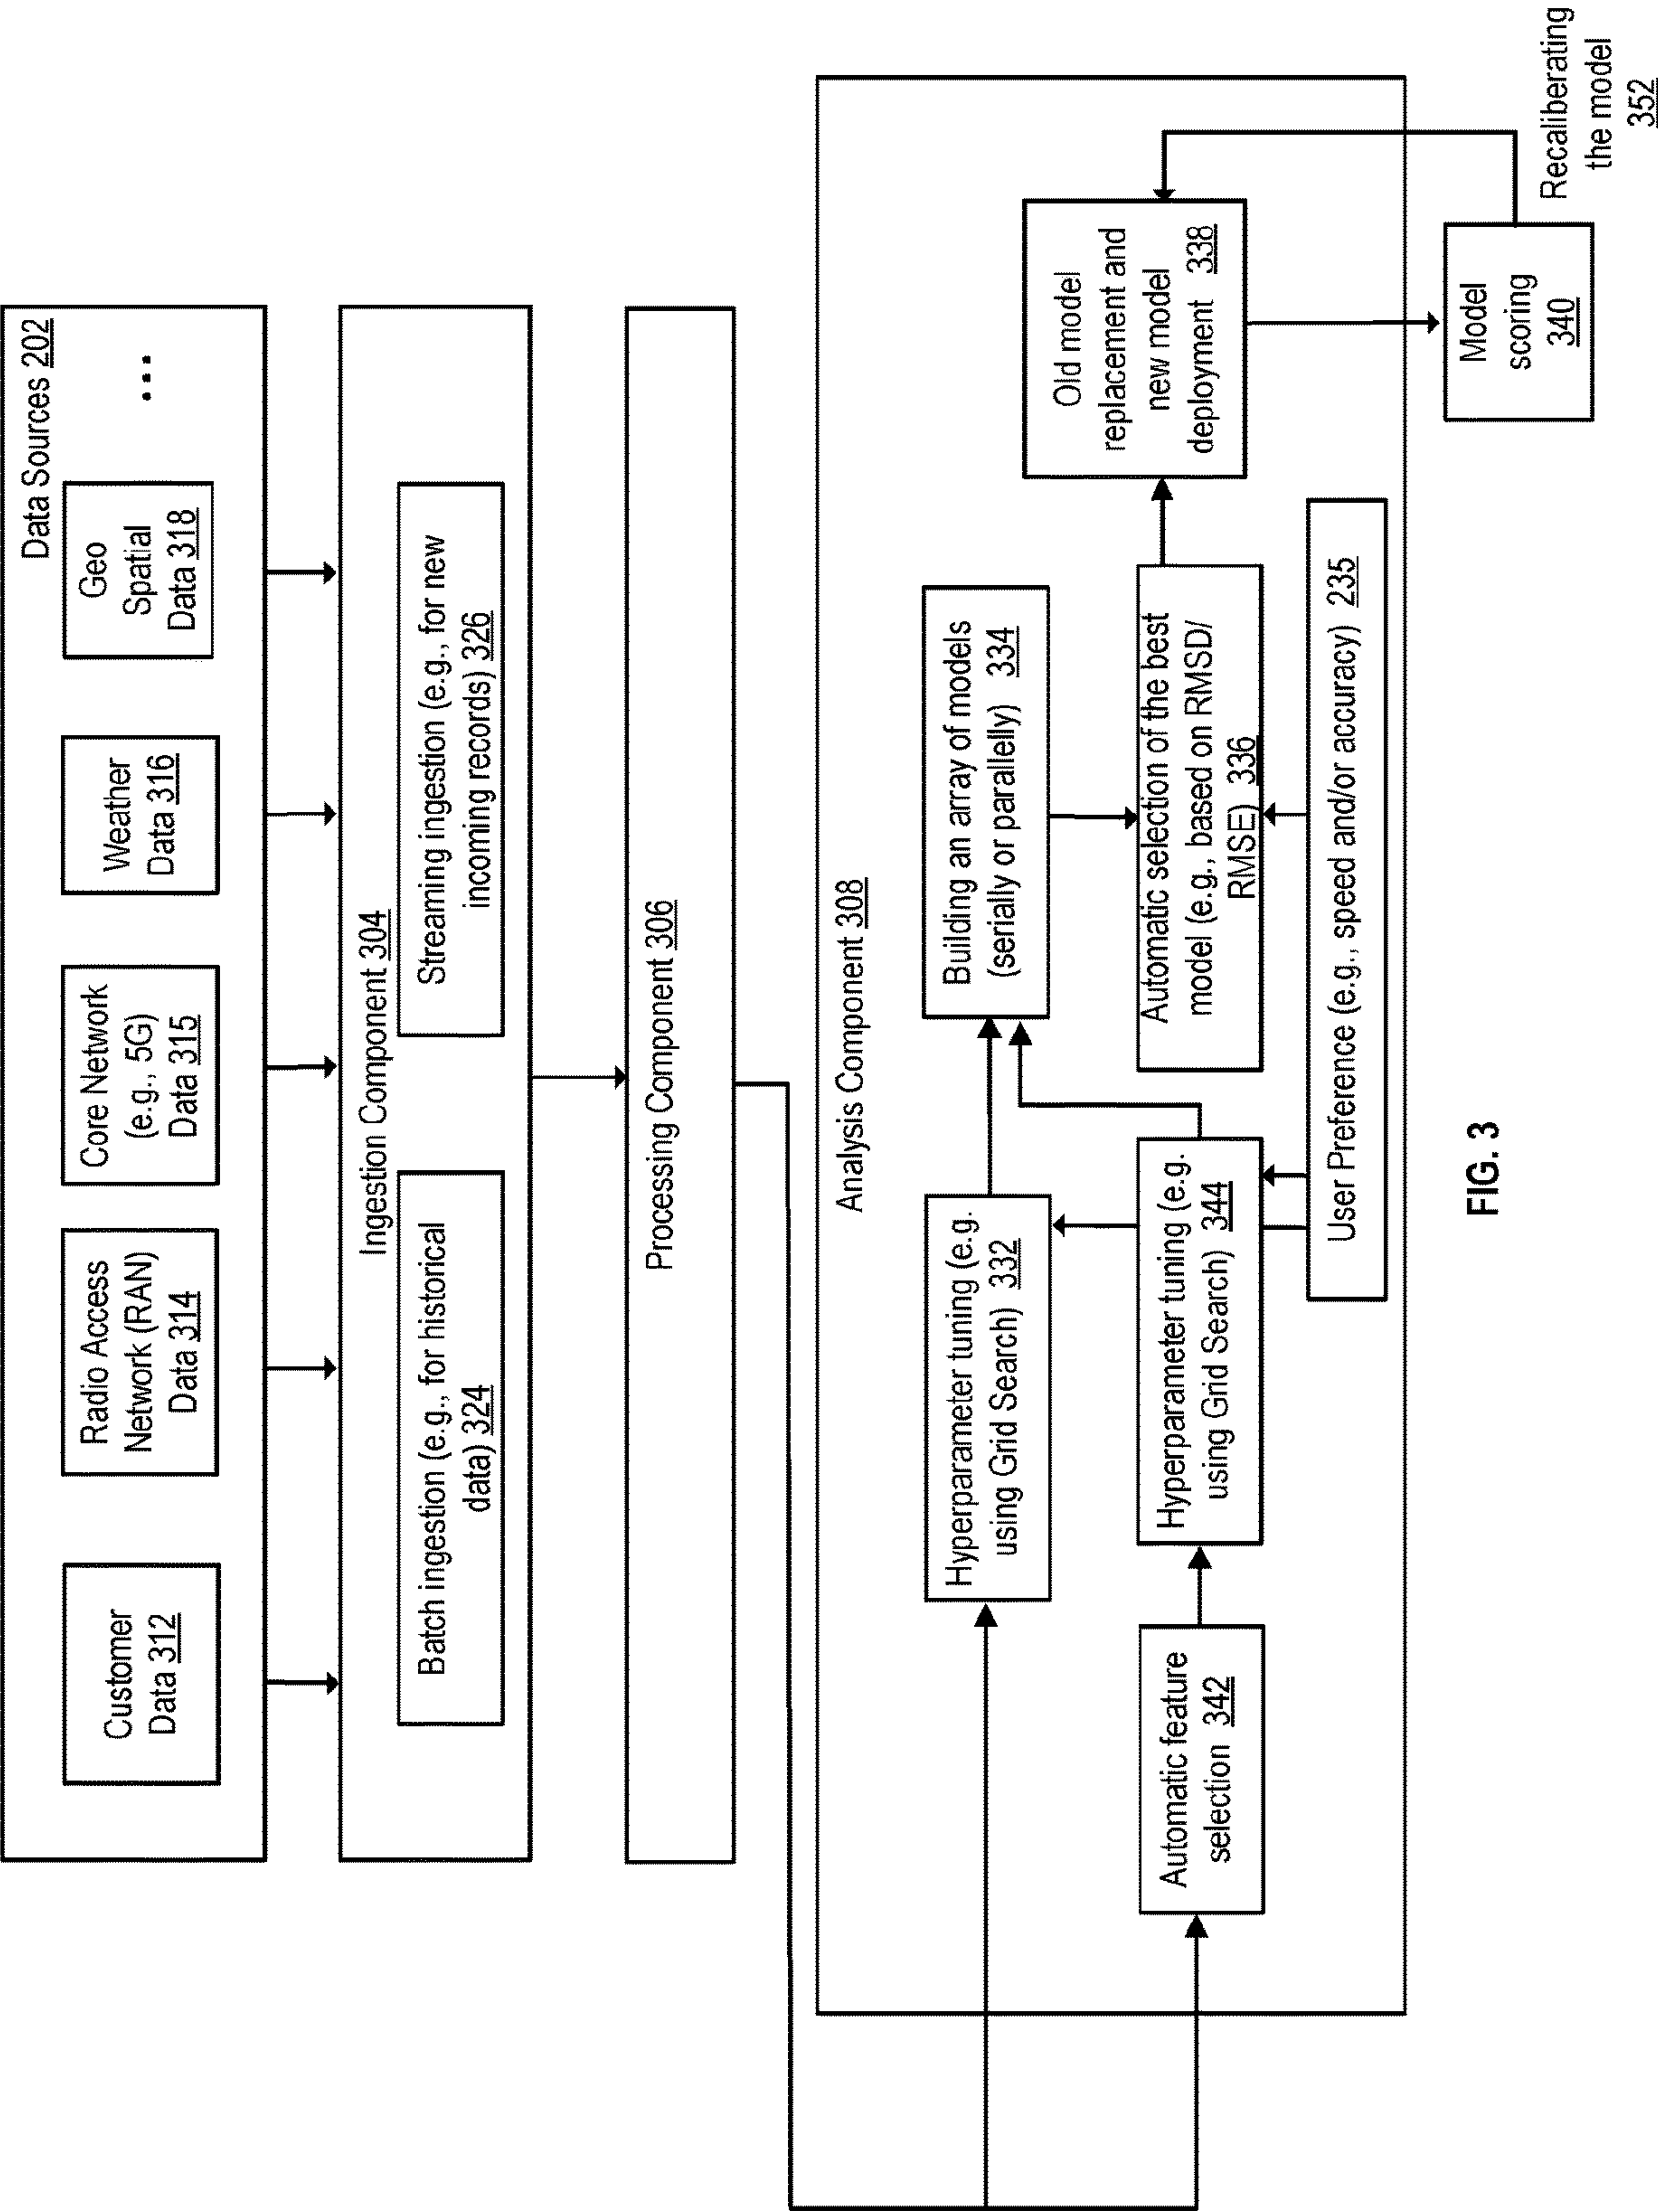 Data Sources 202
Customer
Data 312
Radio Access
Network (RAN)
Data 314
Core Network
(e.g., 5G)
Data 315
Weather
Data 316
Geo
Spatial
Data 318
...
Ingestion Component 304
Batch ingestion (e.g., for historical
data) 324
Streaming ingestion (e.g., for new
incoming records) 326
Processing Component 306
Analysis Component 308
Hyperparameter tuning (e.g.
using Grid Search) 332
Building an array of models
(serially or parallelly) 334
Automatic feature
selection 342
Hyperparameter tuning (e.g.
using Grid Search) 344
Automatic selection of the best
model (e.g., based on RMSD/
RMSE) 336
Old model
replacement and
new model
deployment 338
User Preference (e.g., speed and/or accuracy) 235
Model
scoring
340
Recaliberating
the model
352
FIG. 3